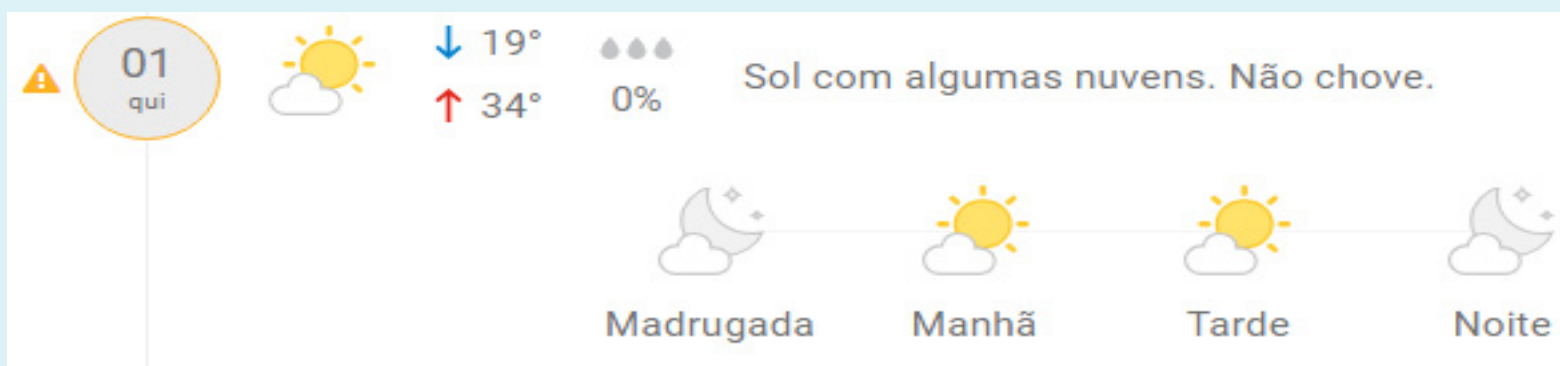 01
qui
19°
34°
0%
Sol com algumas nuvens. Não chove.
Madrugada Manhã Tarde Noite